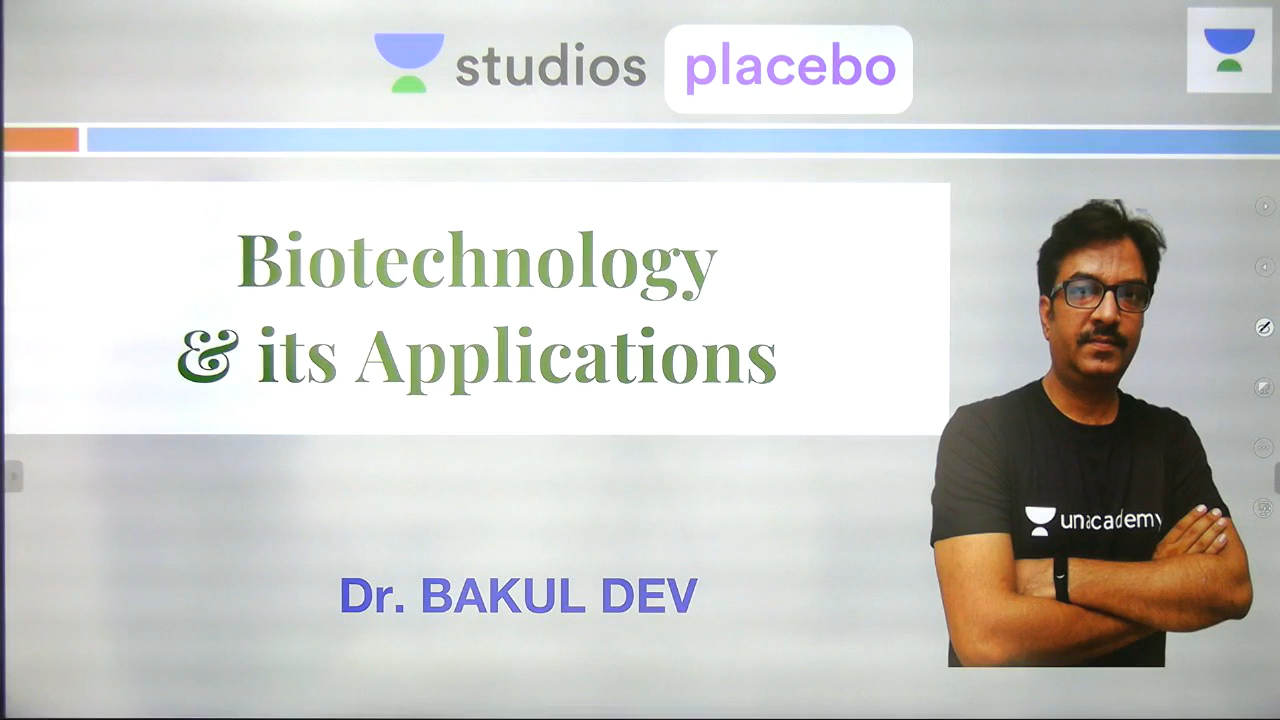 studios placebo
Biotechnology
& its Applications
unacademy
Dr. BAKUL DEV